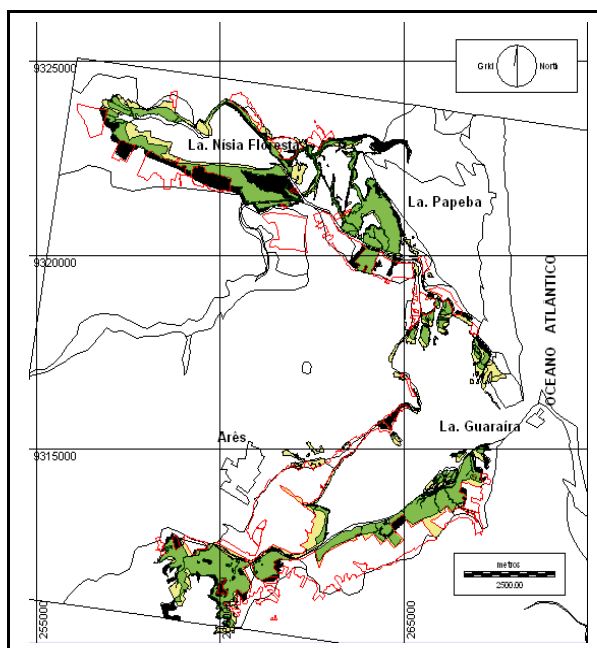 9325000
Grid North
La. Nísia Floresta
La. Papeba
9320000
OCEANO ATLÂNTICO
La. Guaraíra
Arês
9315000
metros
2500.00
255000
265000